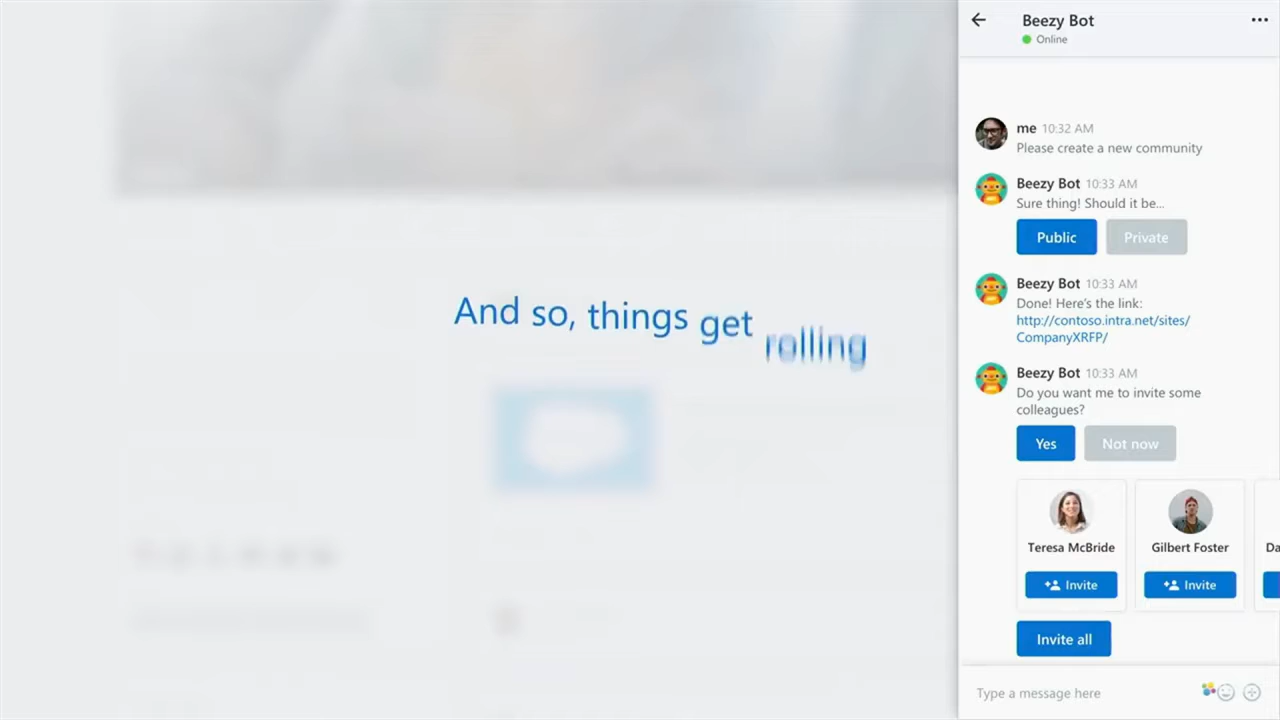 And so, things get rolling
Beezy Bot
Online
me 10:32 AM
Please create a new community
Beezy Bot 10:33 AM
Sure thing! Should it be...
Public Private
Beezy Bot 10:33 AM
Done! Here's the link:
http://contoso.intra.net/sites/
CompanyXRFP/
Beezy Bot 10:33 AM
Do you want me to invite some
colleagues?
Yes Not now
Teresa McBride Gilbert Foster Da
Invite Invite
Invite all
Type a message here